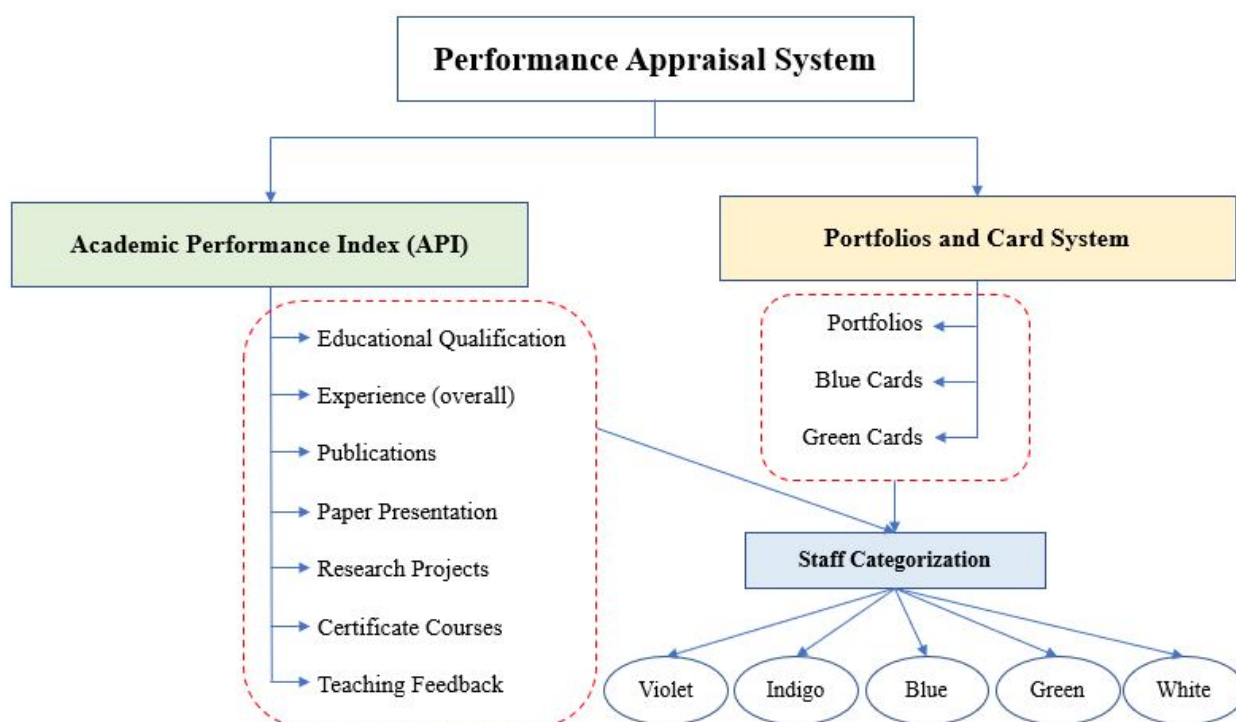 Performance Appraisal System
Academic Performance Index (API)
Portfolios and Card System
Educational Qualification
Experience (overall)
Publications
Paper Presentation
Research Projects
Certificate Courses
Teaching Feedback
Portfolios
Blue Cards
Green Cards
Staff Categorization
Violet
Indigo
Blue
Green
White